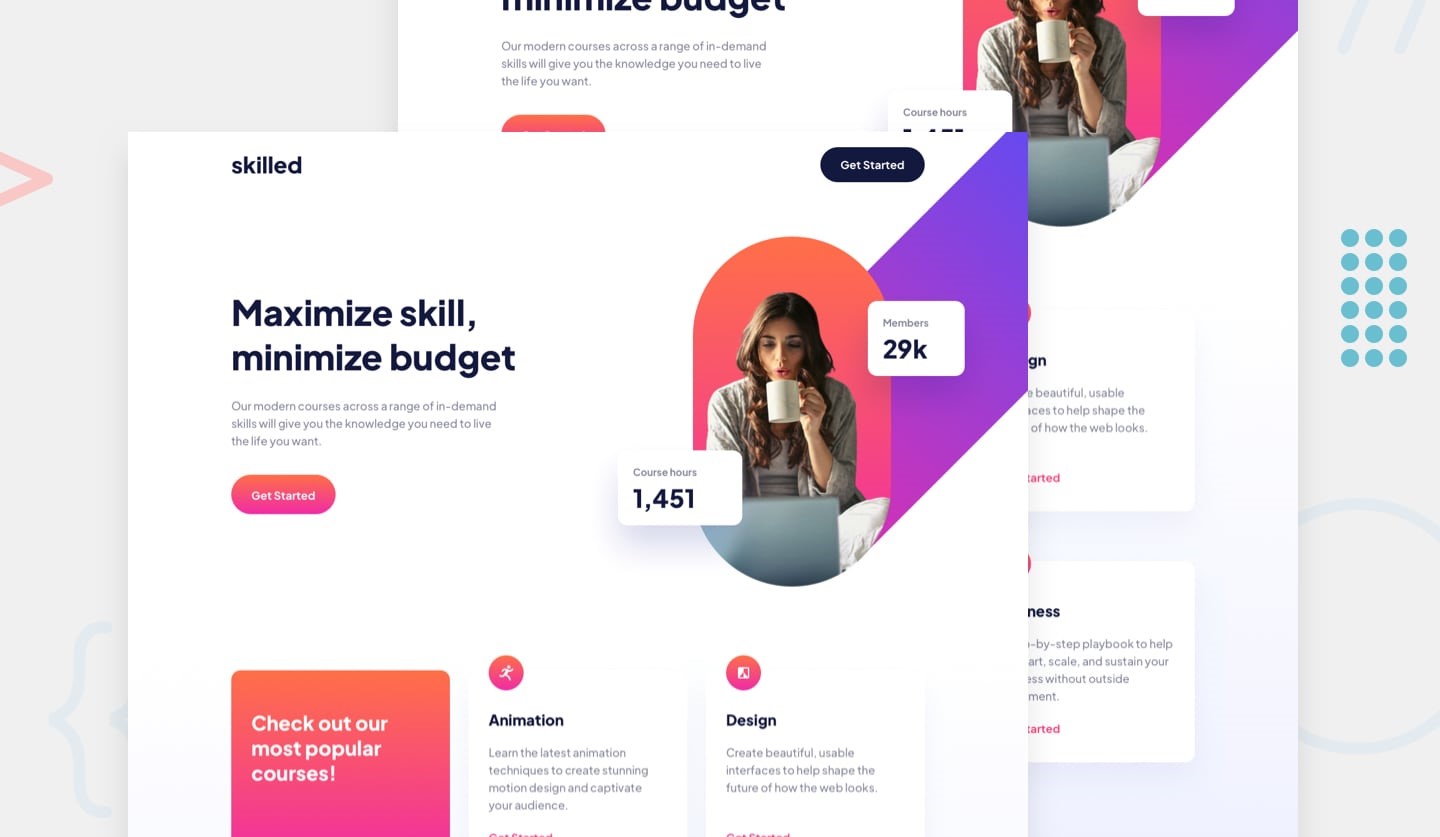 minimize budget
Our modern courses across a range of in-demand
skills will give you the knowledge you need to live
the life you want.
Course hours
1,451
skilled
Get Started
Maximize skill,
minimize budget
Our modern courses across a range of in-demand
skills will give you the knowledge you need to live
the life you want.
Get Started
Members
29k
Course hours
1,451
Check out our
most popular
courses!
Animation
Learn the latest animation
techniques to create stunning
motion design and captivate
your audience.
Get Started
Design
Create beautiful, usable
interfaces to help shape the
future of how the web looks.
Get Started
gn
e beautiful, usable
aces to help shape the
of how the web looks.
tarted
ness
-by-step playbook to help
art, scale, and sustain your
ess without outside
ment.
tarted